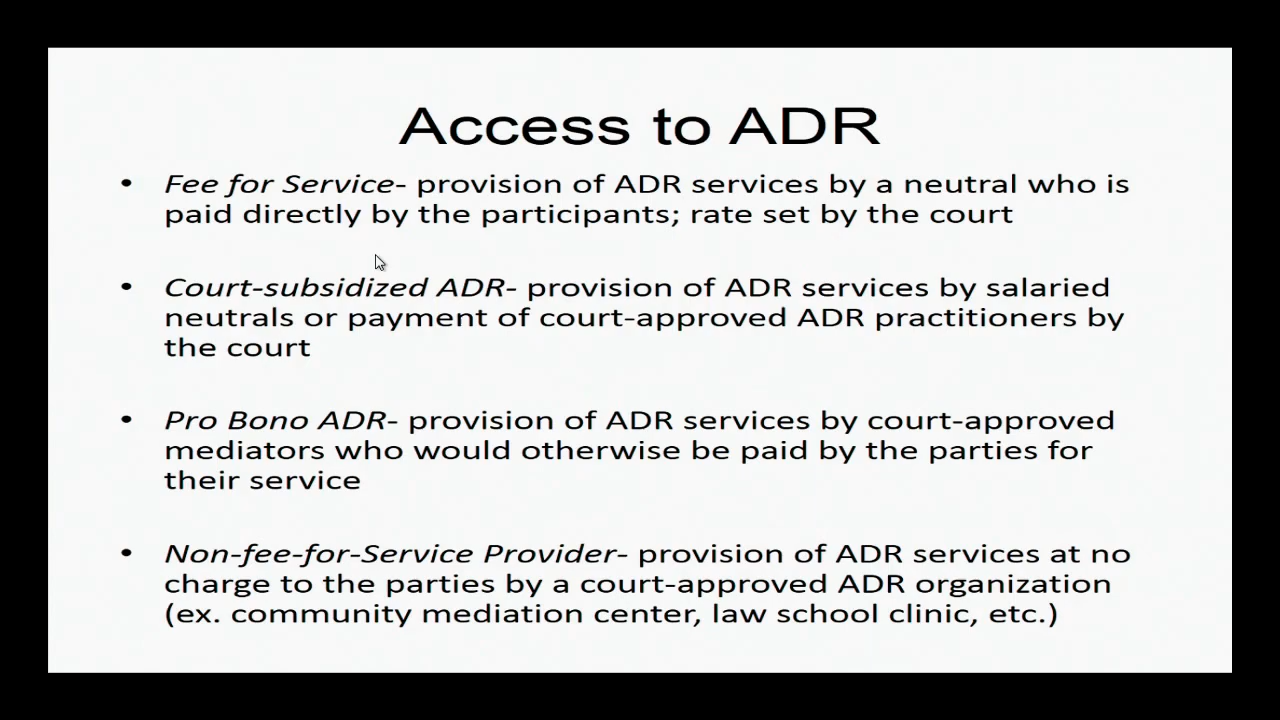 Access to ADR
• Fee for Service- provision of ADR services by a neutral who is
paid directly by the participants; rate set by the court
• Court-subsidized ADR- provision of ADR services by salaried
neutrals or payment of court-approved ADR practitioners by
the court
• Pro Bono ADR- provision of ADR services by court-approved
mediators who would otherwise be paid by the parties for
their service
• Non-fee-for-Service Provider- provision of ADR services at no
charge to the parties by a court-approved ADR organization
(ex. community mediation center, law school clinic, etc.)